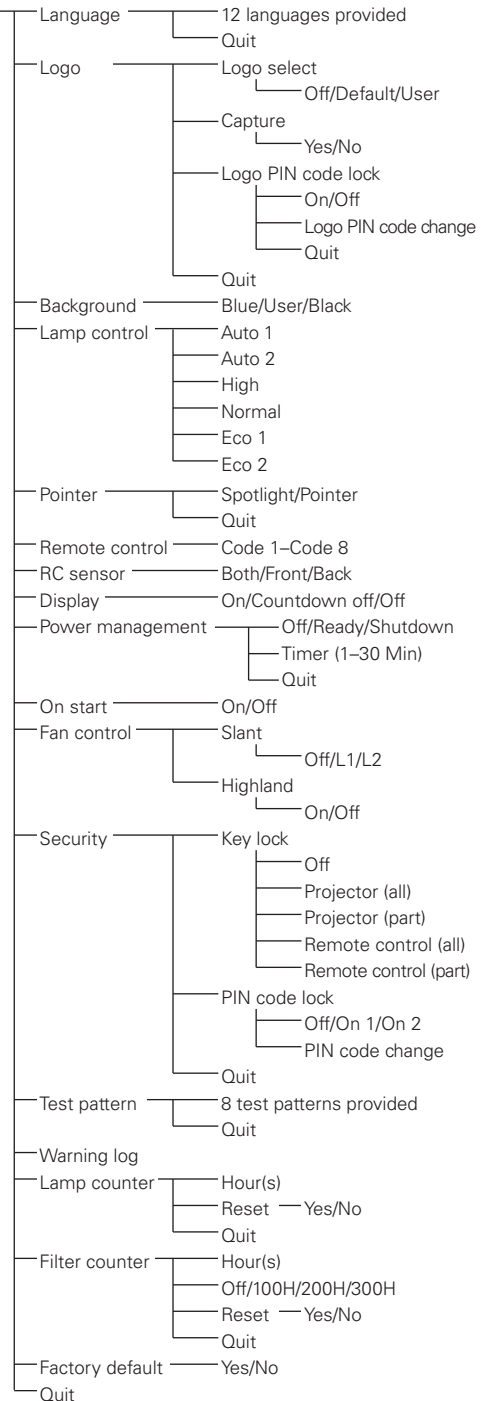 Language 12 languages provided
Quit
Logo Logo select
Off/Default/User
Capture
Yes/No
Logo PIN code lock
On/Off
Logo PIN code change
Quit
Quit
Background Blue/User/Black
Lamp control Auto 1
Auto 2
High
Normal
Eco 1
Eco 2
Pointer Spotlight/Pointer
Quit
Remote control Code 1–Code 8
RC sensor Both/Front/Back
Display On/Countdown off/Off
Power management Off/Ready/Shutdown
Timer (1–30 Min)
Quit
On start On/Off
Fan control Slant
Off/L1/L2
Highland
On/Off
Security Key lock
Off
Projector (all)
Projector (part)
Remote control (all)
Remote control (part)
PIN code lock
Off/On 1/On 2
PIN code change
Quit
Test pattern 8 test patterns provided
Quit
Warning log
Lamp counter Hour(s)
Reset Yes/No
Quit
Filter counter Hour(s)
Off/100H/200H/300H
Reset Yes/No
Quit
Factory default Yes/No
Quit